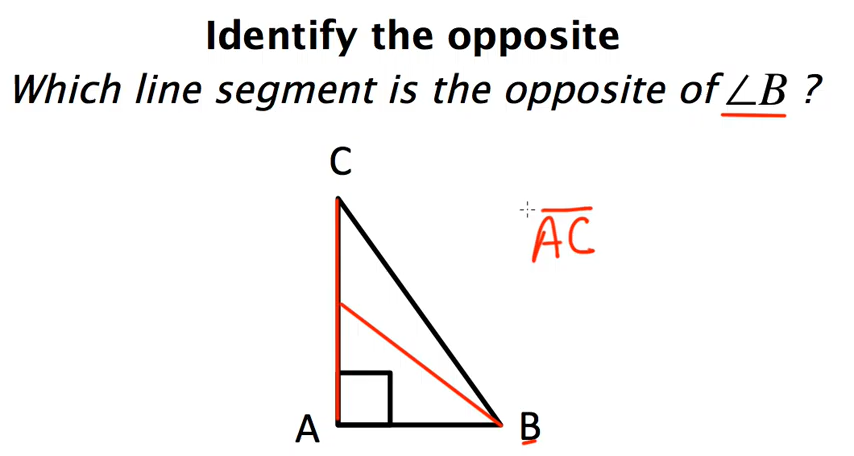 Identify the opposite
Which line segment is the opposite of ∠B ?
C
AC
A
B